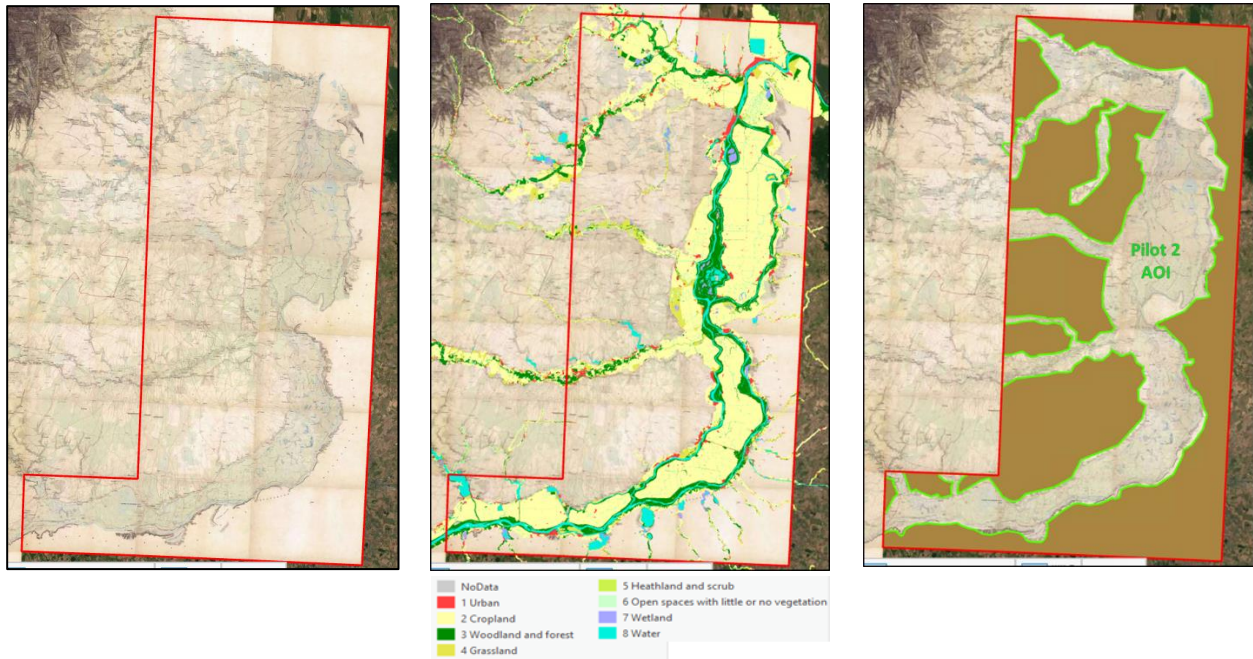 Pilot 2
AOI
NoData
1 Urban
2 Cropland
3 Woodland and forest
4 Grassland
5 Heathland and scrub
6 Open spaces with little or no vegetation
7 Wetland
8 Water